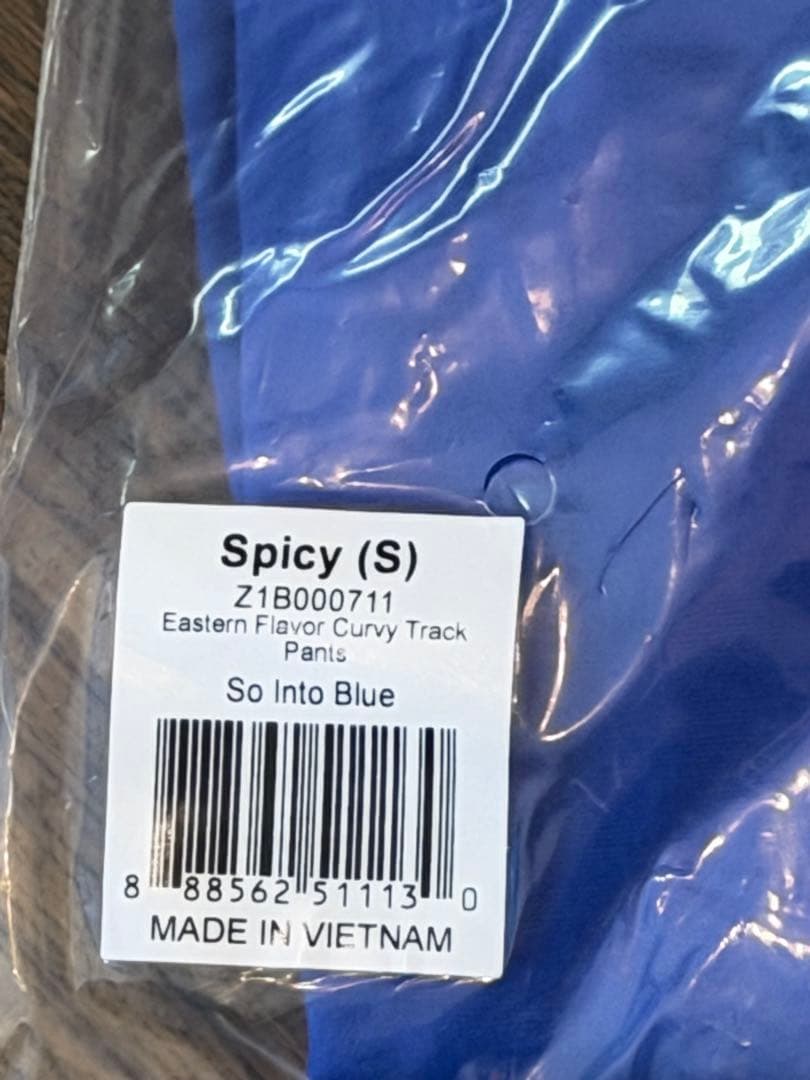 Spicy (S)
Z1B000711
Eastern Flavor Curvy Track
Pants
So Into Blue
8 88562 51113 0
MADE IN VIETNAM